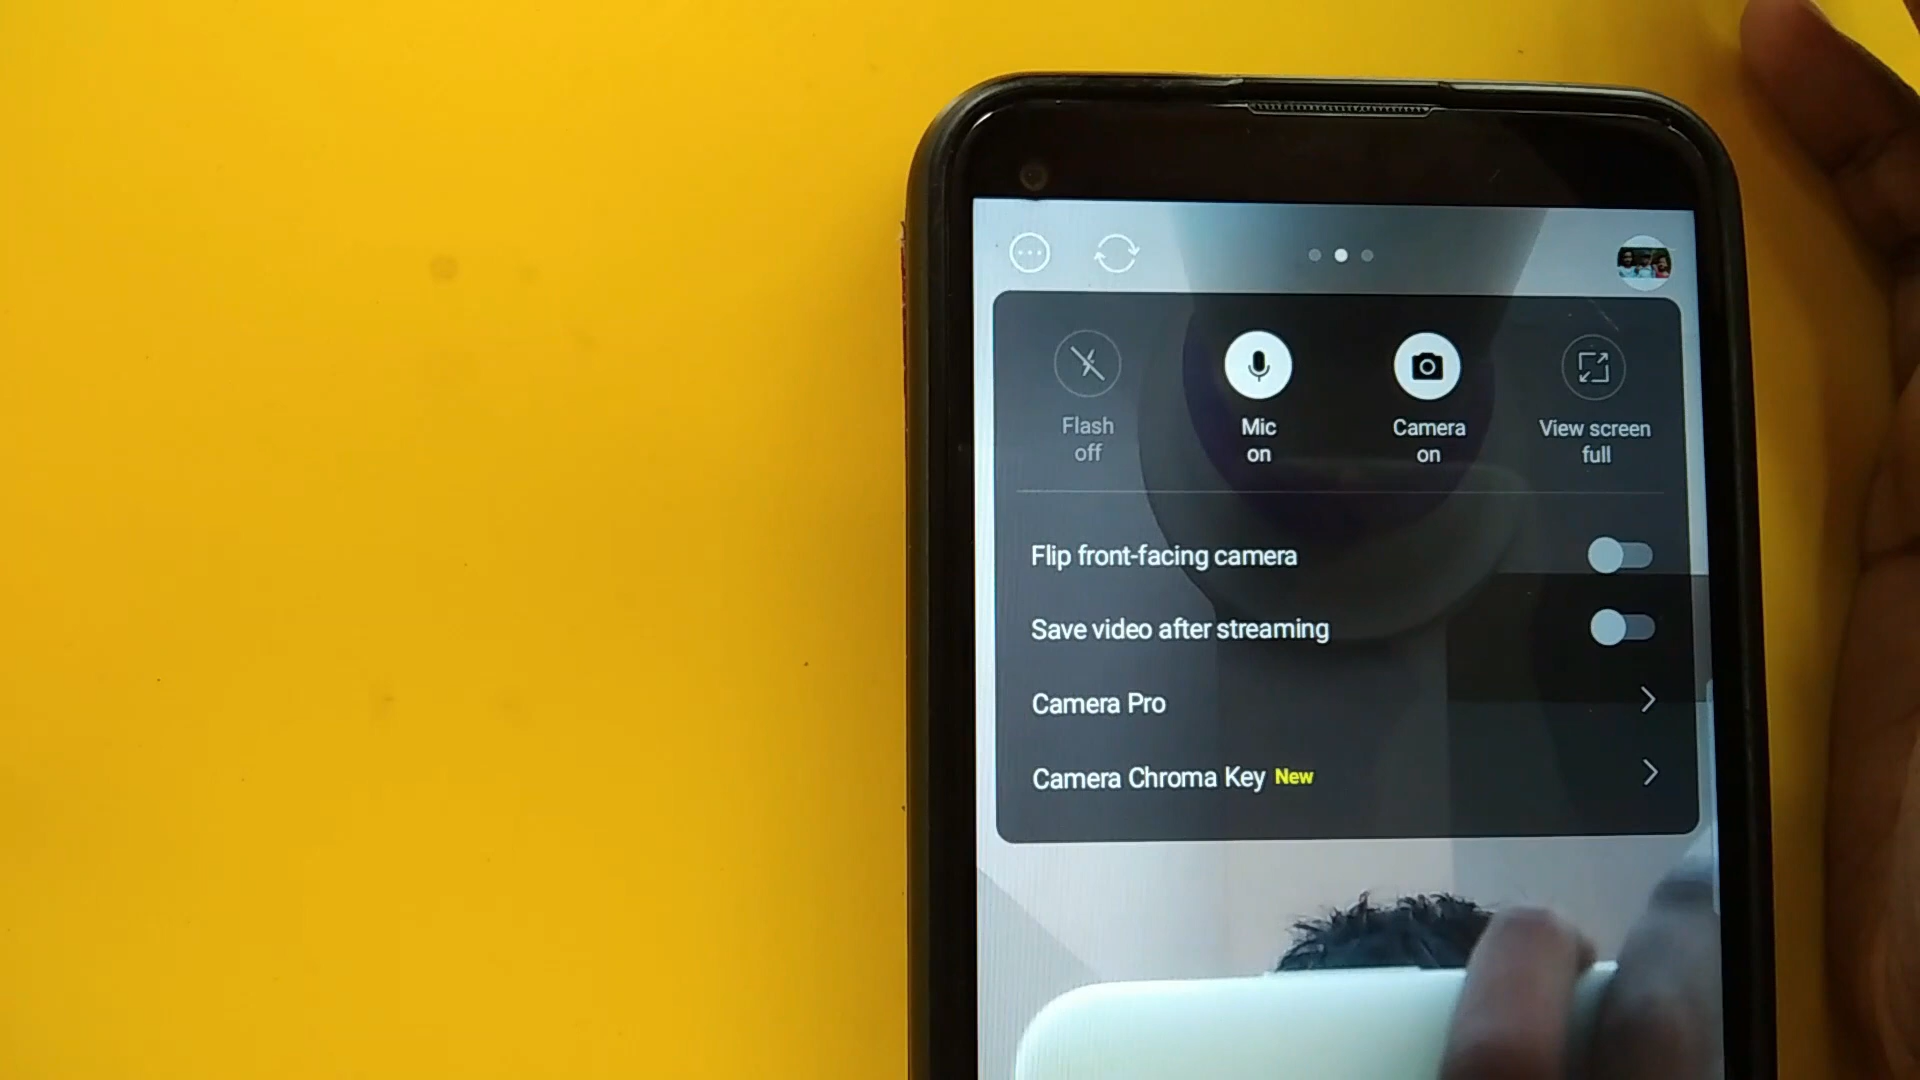 Flash
off
Mic
on
Camera
on
View screen
full
Flip front-facing camera
Save video after streaming
Camera Pro
Camera Chroma Key New